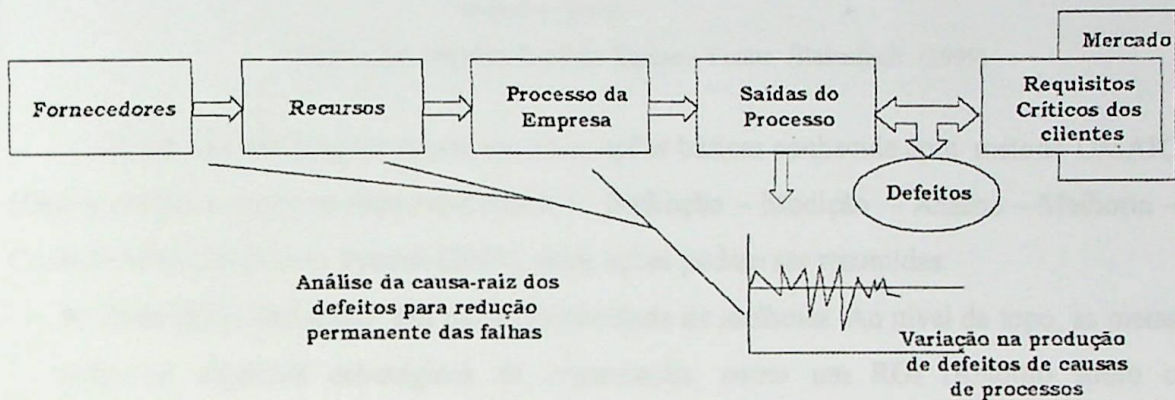 Mercado
Fornecedores
Recursos
Processo da
Empresa
Saídas do
Processo
Requisitos
Críticos dos
clientes
Defeitos
Análise da causa-raiz dos
defeitos para redução
permanente das falhas
Variação na produção
de defeitos de causas
de processos